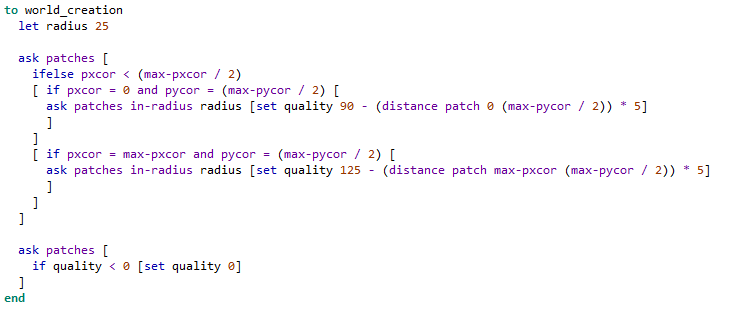 to world_creation
  let radius 25

  ask patches [
    ifelse pxcor < (max-pxcor / 2)
    [ if pxcor = 0 and pycor = (max-pycor / 2) [
      ask patches in-radius radius [set quality 90 - (distance patch 0 (max-pycor / 2)) * 5]
      ]
    ]
    [ if pxcor = max-pxcor and pycor = (max-pycor / 2) [
      ask patches in-radius radius [set quality 125 - (distance patch max-pxcor (max-pycor / 2)) * 5]
      ]
    ]
  ]

  ask patches [
    if quality < 0 [set quality 0]
  ]
end